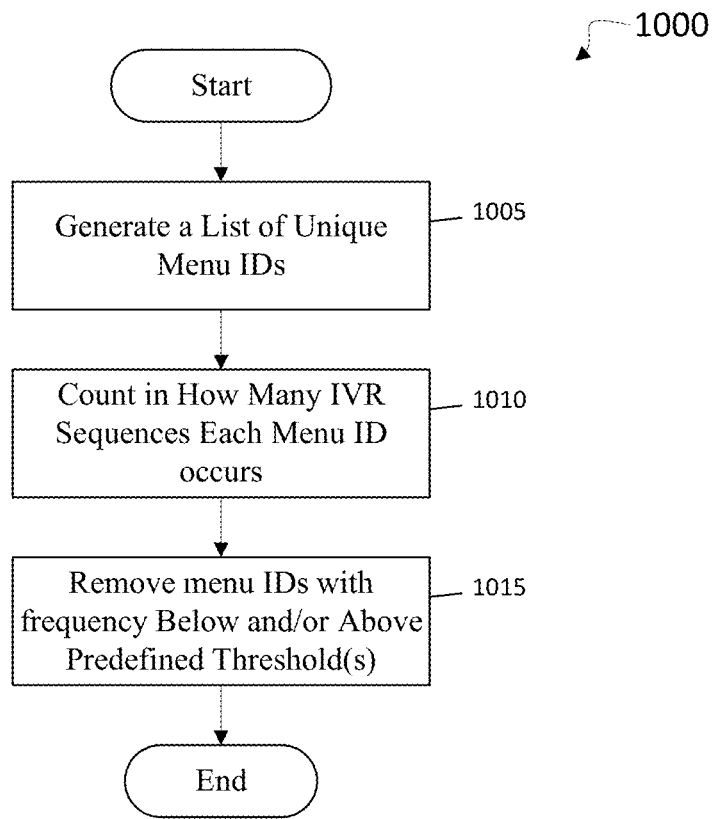 1000
Start
Generate a List of Unique
Menu IDs
1005
Count in How Many IVR
Sequences Each Menu ID
occurs
1010
Remove menu IDs with
frequency Below and/or Above
Predefined Threshold(s)
1015
End